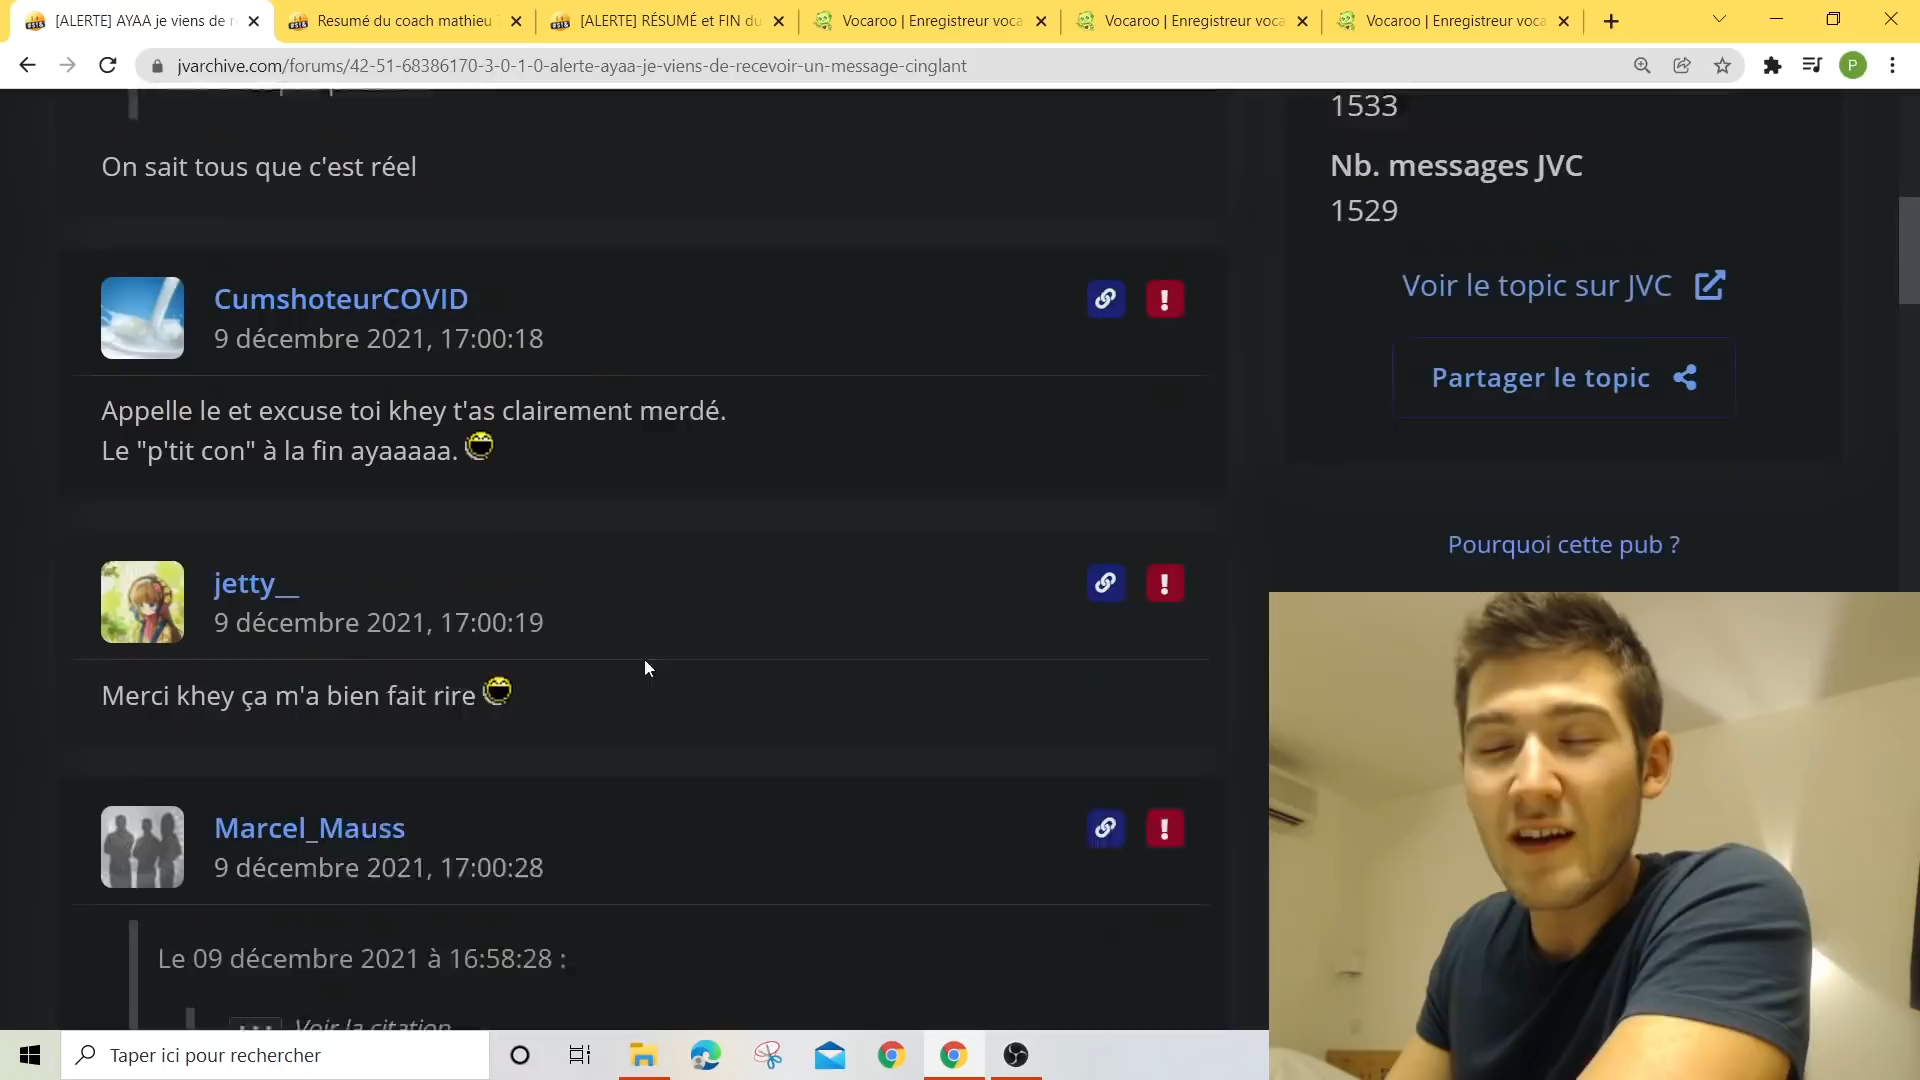 [ALERTE] AYAA je viens de r
Resumé du coach mathieu
[ALERTE] RÉSUMÉ et FIN du
Vocaroo | Enregistreur voca
Vocaroo | Enregistreur voca
Vocaroo | Enregistreur voca
jvarchive.com/forums/42-51-68386170-3-0-1-0-alerte-ayaa-je-viens-de-recevoir-un-message-cinglant
P
On sait tous que c'est réel
CumshoteurCOVID
9 décembre 2021, 17:00:18
Appelle le et excuse toi khey t'as clairement merdé.
Le "p'tit con" à la fin ayaaaaa.
jetty__
9 décembre 2021, 17:00:19
Merci khey ça m'a bien fait rire
Marcel_Mauss
9 décembre 2021, 17:00:28
Le 09 décembre 2021 à 16:58:28 :
Voir la citation
1533
Nb. messages JVC
1529
Voir le topic sur JVC
Partager le topic
Pourquoi cette pub ?
Taper ici pour rechercher